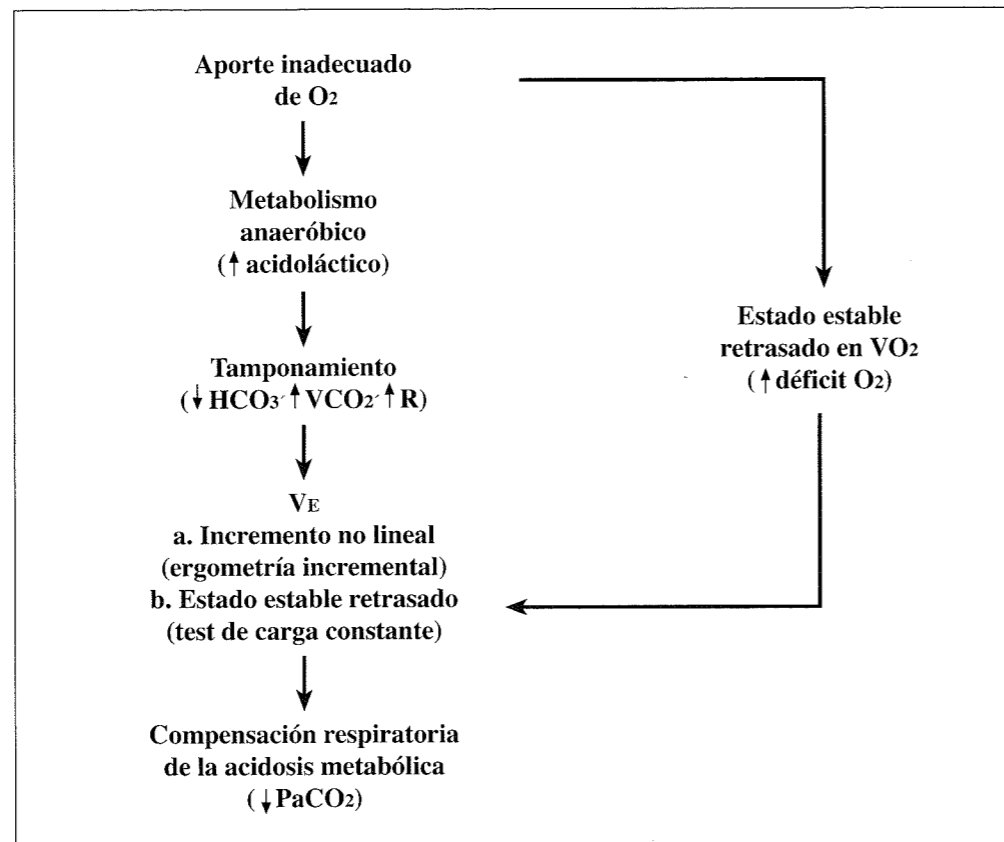 Aporte inadecuado
de O2
Metabolismo
anaeróbico
(↑ acidoláctico)
Tamponamiento
(↓ HCO3- ↑ VCO2- ↑ R)
VE
a. Incremento no lineal
(ergometría incremental)
b. Estado estable retrasado
(test de carga constante)
Compensación respiratoria
de la acidosis metabólica
(↓ PaCO2)
Estado estable
retrasado en VO2
(↑ déficit O2)